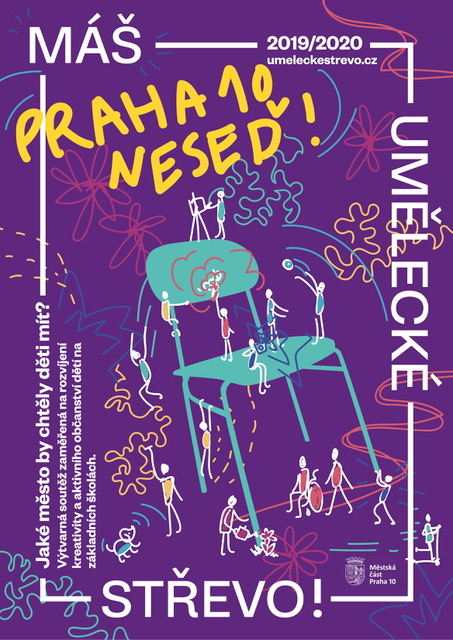 MÁŠ
2019/2020
umeleckestrevo.cz
PRAHA 10
NESEĎ!
UMĚLECKÉ
Jaké město by chtěly děti mít?
Výtvarná soutěž zaměřená na rozvíjení
kreativity a aktivního občanství dětí na
základních školách.
Městská
část
Praha 10
STŘEVO!